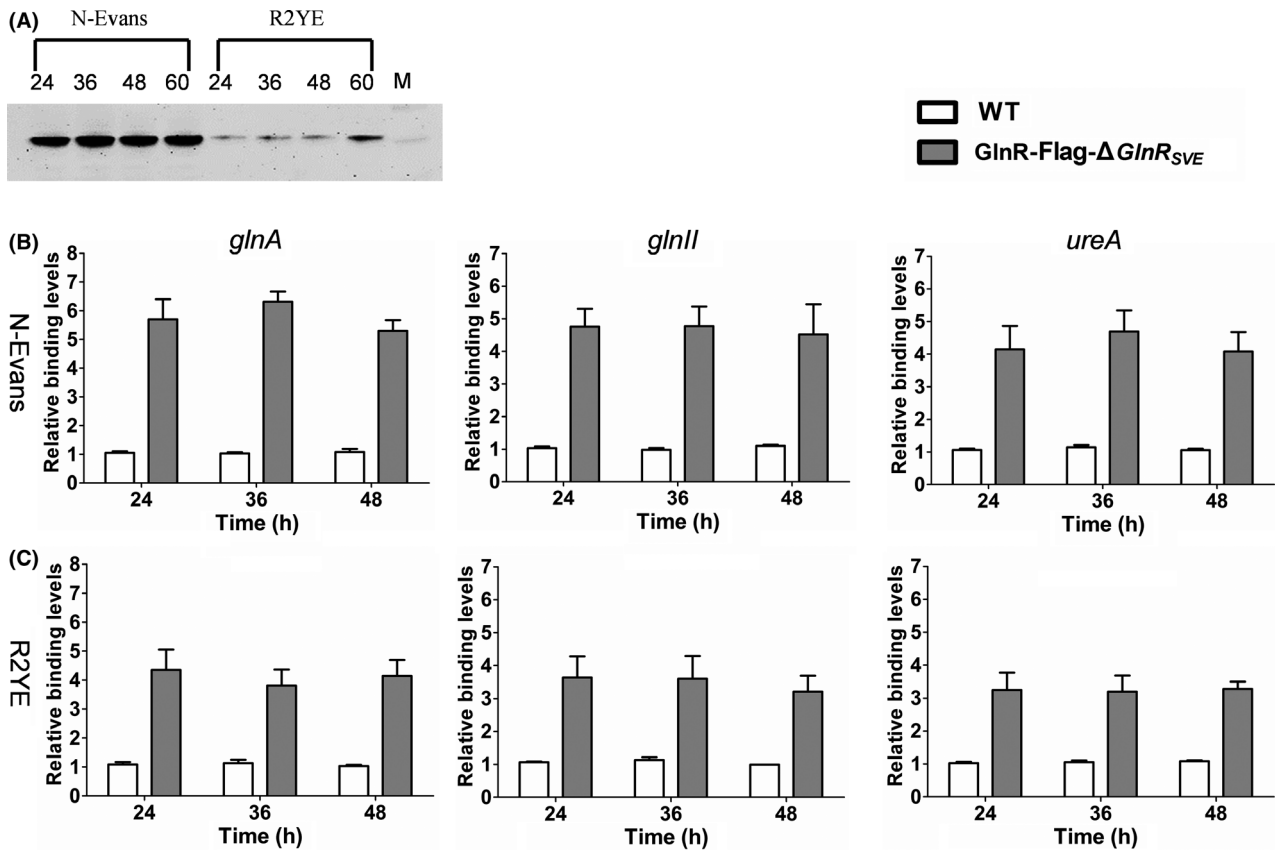 (A)
N-Evans R2YE
24 36 48 60 24 36 48 60 M
WT
GlnR-Flag-ΔGlnR_SVE
(B)
N-Evans
glnA
Relative binding levels
8
7
6
5
4
3
2
1
0
24 36 48
Time (h)
glnII
Relative binding levels
7
6
5
4
3
2
1
0
24 36 48
Time (h)
ureA
Relative binding levels
7
6
5
4
3
2
1
0
24 36 48
Time (h)
(C)
R2YE
Relative binding levels
8
7
6
5
4
3
2
1
0
24 36 48
Time (h)
Relative binding levels
7
6
5
4
3
2
1
0
24 36 48
Time (h)
Relative binding levels
7
6
5
4
3
2
1
0
24 36 48
Time (h)